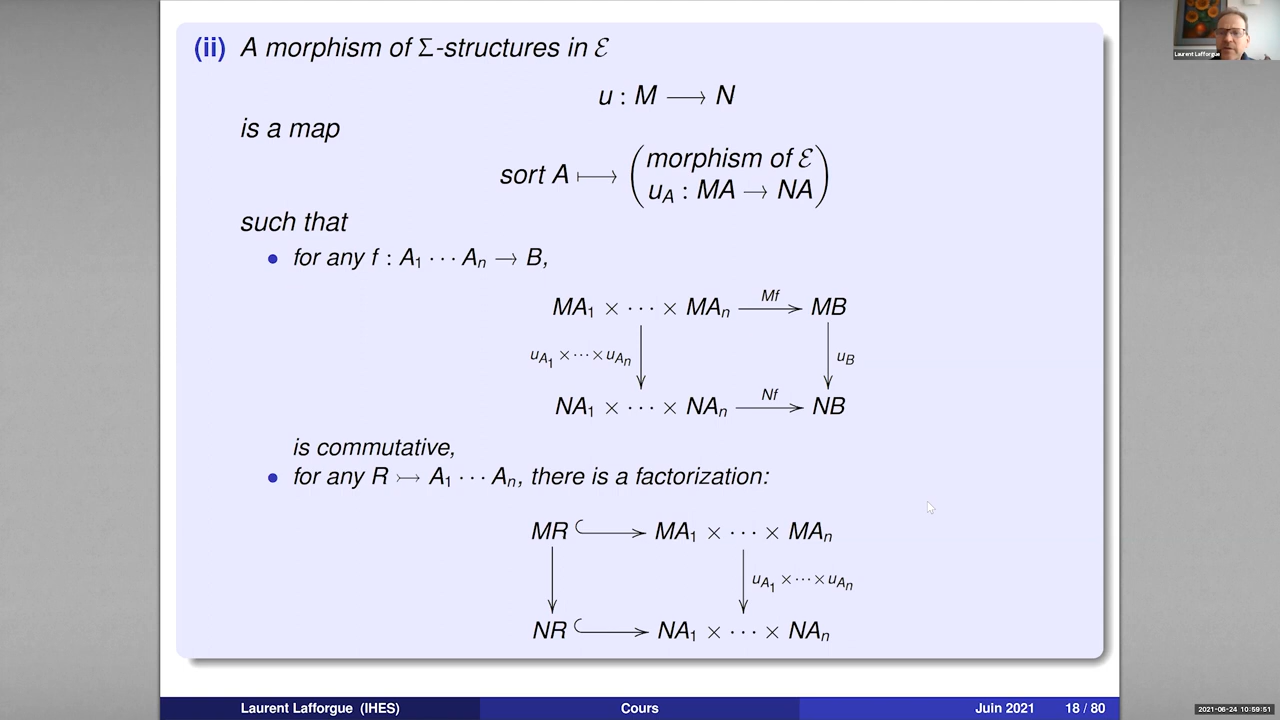 (ii) A morphism of Σ-structures in ℰ
u : M ⟶ N
is a map
sort A ⟼ (morphism of ℰ
u_A : MA → NA)
such that
• for any f : A₁ ⋯ Aₙ → B,
MA₁ × ⋯ × MAₙ —Mf→ MB
u_{A₁} × ⋯ × u_{Aₙ} u_B
NA₁ × ⋯ × NAₙ —Nf→ NB
is commutative,
• for any R ↣ A₁ ⋯ Aₙ, there is a factorization:
MR ↪ MA₁ × ⋯ × MAₙ
u_{A₁} × ⋯ × u_{Aₙ}
NR ↪ NA₁ × ⋯ × NAₙ
Laurent Lafforgue (IHES) Cours Juin 2021 18 / 80
Laurent Lafforgue
2021-06-24 10:59:51